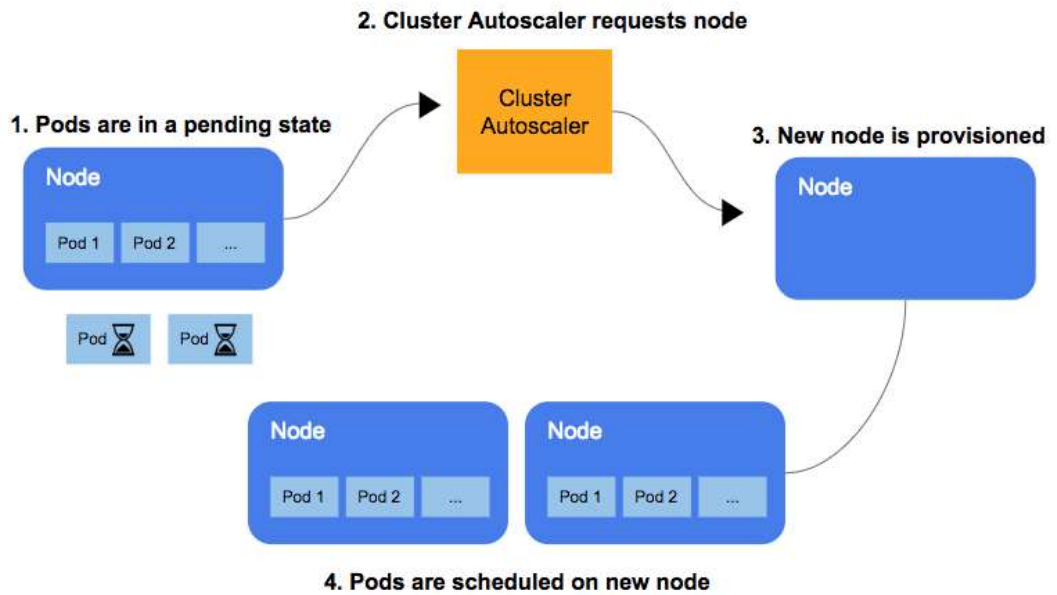 2. Cluster Autoscaler requests node
Cluster
Autoscaler
1. Pods are in a pending state
Node
Pod 1 Pod 2 ...
Pod Pod
3. New node is provisioned
Node
Node
Pod 1 Pod 2 ...
Node
Pod 1 Pod 2 ...
4. Pods are scheduled on new node